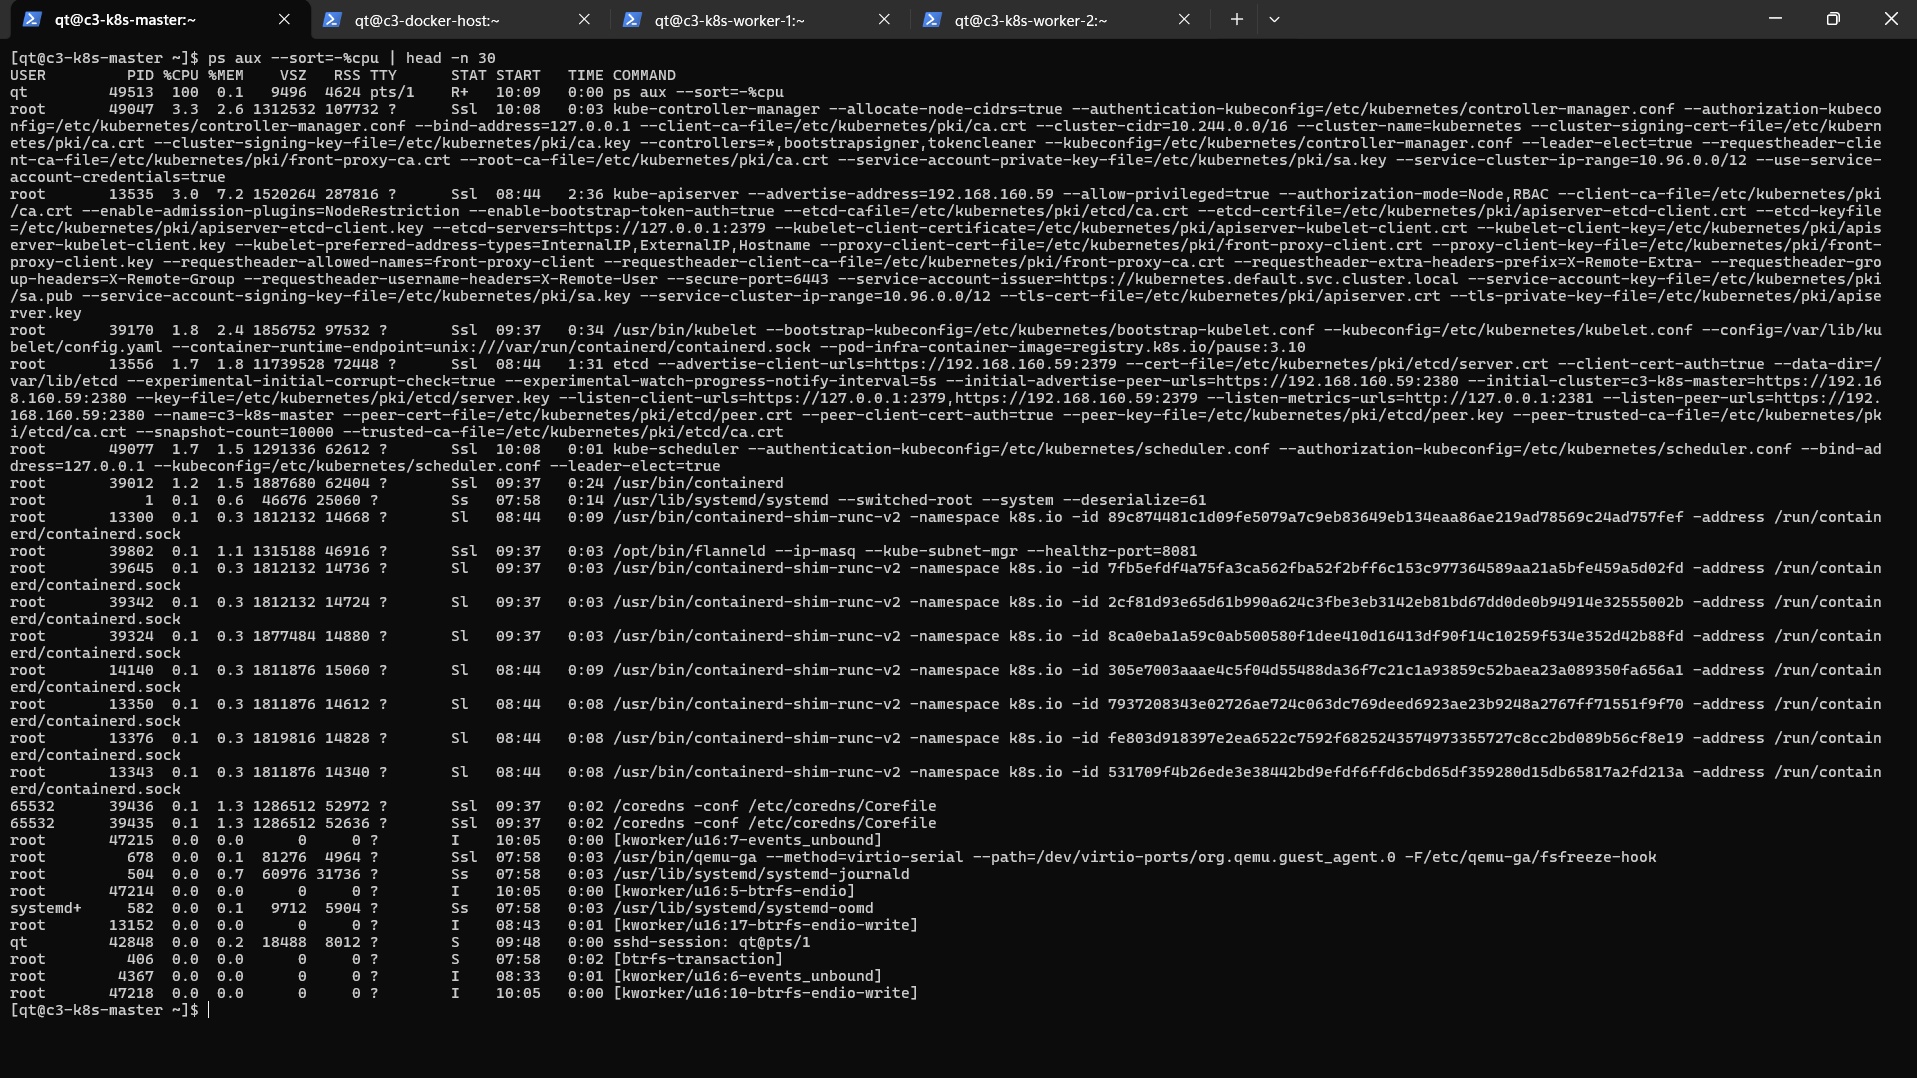 qt@c3-k8s-master:~
qt@c3-docker-host:~
qt@c3-k8s-worker-1:~
qt@c3-k8s-worker-2:~
[qt@c3-k8s-master ~]$ ps aux --sort=-%cpu | head -n 30
USER         PID %CPU %MEM    VSZ   RSS TTY      STAT START   TIME COMMAND
qt         49513  100  0.1   9496  4624 pts/1    R+   10:09   0:00 ps aux --sort=-%cpu
root       49047  3.3  2.6 1312532 107732 ?      Ssl  10:08   0:03 kube-controller-manager --allocate-node-cidrs=true --authentication-kubeconfig=/etc/kubernetes/controller-manager.conf --authorization-kubeco
nfig=/etc/kubernetes/controller-manager.conf --bind-address=127.0.0.1 --client-ca-file=/etc/kubernetes/pki/ca.crt --cluster-cidr=10.244.0.0/16 --cluster-name=kubernetes --cluster-signing-cert-file=/etc/kubern
etes/pki/ca.crt --cluster-signing-key-file=/etc/kubernetes/pki/ca.key --controllers=*,bootstrapsigner,tokencleaner --kubeconfig=/etc/kubernetes/controller-manager.conf --leader-elect=true --requestheader-clie
nt-ca-file=/etc/kubernetes/pki/front-proxy-ca.crt --root-ca-file=/etc/kubernetes/pki/ca.crt --service-account-private-key-file=/etc/kubernetes/pki/sa.key --service-cluster-ip-range=10.96.0.0/12 --use-service-
account-credentials=true
root       13535  3.0  7.2 1520264 287816 ?      Ssl  08:44   2:36 kube-apiserver --advertise-address=192.168.160.59 --allow-privileged=true --authorization-mode=Node,RBAC --client-ca-file=/etc/kubernetes/pki
/ca.crt --enable-admission-plugins=NodeRestriction --enable-bootstrap-token-auth=true --etcd-cafile=/etc/kubernetes/pki/etcd/ca.crt --etcd-certfile=/etc/kubernetes/pki/apiserver-etcd-client.crt --etcd-keyfile
=/etc/kubernetes/pki/apiserver-etcd-client.key --etcd-servers=https://127.0.0.1:2379 --kubelet-client-certificate=/etc/kubernetes/pki/apiserver-kubelet-client.crt --kubelet-client-key=/etc/kubernetes/pki/apis
erver-kubelet-client.key --kubelet-preferred-address-types=InternalIP,ExternalIP,Hostname --proxy-client-cert-file=/etc/kubernetes/pki/front-proxy-client.crt --proxy-client-key-file=/etc/kubernetes/pki/front-
proxy-client.key --requestheader-allowed-names=front-proxy-client --requestheader-client-ca-file=/etc/kubernetes/pki/front-proxy-ca.crt --requestheader-extra-headers-prefix=X-Remote-Extra- --requestheader-gro
up-headers=X-Remote-Group --requestheader-username-headers=X-Remote-User --secure-port=6443 --service-account-issuer=https://kubernetes.default.svc.cluster.local --service-account-key-file=/etc/kubernetes/pki
/sa.pub --service-account-signing-key-file=/etc/kubernetes/pki/sa.key --service-cluster-ip-range=10.96.0.0/12 --tls-cert-file=/etc/kubernetes/pki/apiserver.crt --tls-private-key-file=/etc/kubernetes/pki/apise
rver.key
root       39170  1.8  2.4 1856752 97532 ?       Ssl  09:37   0:34 /usr/bin/kubelet --bootstrap-kubeconfig=/etc/kubernetes/bootstrap-kubelet.conf --kubeconfig=/etc/kubernetes/kubelet.conf --config=/var/lib/ku
belet/config.yaml --container-runtime-endpoint=unix:///var/run/containerd/containerd.sock --pod-infra-container-image=registry.k8s.io/pause:3.10
root       13556  1.7  1.8 11739528 72448 ?      Ssl  08:44   1:31 etcd --advertise-client-urls=https://192.168.160.59:2379 --cert-file=/etc/kubernetes/pki/etcd/server.crt --client-cert-auth=true --data-dir=/
var/lib/etcd --experimental-initial-corrupt-check=true --experimental-watch-progress-notify-interval=5s --initial-advertise-peer-urls=https://192.168.160.59:2380 --initial-cluster=c3-k8s-master=https://192.16
8.160.59:2380 --key-file=/etc/kubernetes/pki/etcd/server.key --listen-client-urls=https://127.0.0.1:2379,https://192.168.160.59:2379 --listen-metrics-urls=http://127.0.0.1:2381 --listen-peer-urls=https://192.
168.160.59:2380 --name=c3-k8s-master --peer-cert-file=/etc/kubernetes/pki/etcd/peer.crt --peer-client-cert-auth=true --peer-key-file=/etc/kubernetes/pki/etcd/peer.key --peer-trusted-ca-file=/etc/kubernetes/pk
i/etcd/ca.crt --snapshot-count=10000 --trusted-ca-file=/etc/kubernetes/pki/etcd/ca.crt
root       49077  1.7  1.5 1291336 62612 ?       Ssl  10:08   0:01 kube-scheduler --authentication-kubeconfig=/etc/kubernetes/scheduler.conf --authorization-kubeconfig=/etc/kubernetes/scheduler.conf --bind-ad
dress=127.0.0.1 --kubeconfig=/etc/kubernetes/scheduler.conf --leader-elect=true
root       39012  1.2  1.5 1887680 62404 ?       Ssl  09:37   0:24 /usr/bin/containerd
root           1  0.1  0.6  46676 25060 ?        Ss   07:58   0:14 /usr/lib/systemd/systemd --switched-root --system --deserialize=61
root       13300  0.1  0.3 1812132 14668 ?       Sl   08:44   0:09 /usr/bin/containerd-shim-runc-v2 -namespace k8s.io -id 89c874481c1d09fe5079a7c9eb83649eb134eaa86ae219ad78569c24ad757fef -address /run/contain
erd/containerd.sock
root       39802  0.1  1.1 1315188 46916 ?       Ssl  09:37   0:03 /opt/bin/flanneld --ip-masq --kube-subnet-mgr --healthz-port=8081
root       39645  0.1  0.3 1812132 14736 ?       Sl   09:37   0:03 /usr/bin/containerd-shim-runc-v2 -namespace k8s.io -id 7fb5efdf4a75fa3ca562fba52f2bff6c153c977364589aa21a5bfe459a5d02fd -address /run/contain
erd/containerd.sock
root       39342  0.1  0.3 1812132 14724 ?       Sl   09:37   0:03 /usr/bin/containerd-shim-runc-v2 -namespace k8s.io -id 2cf81d93e65d61b990a624c3fbe3eb3142eb81bd67dd0de0b94914e32555002b -address /run/contain
erd/containerd.sock
root       39324  0.1  0.3 1877484 14880 ?       Sl   09:37   0:03 /usr/bin/containerd-shim-runc-v2 -namespace k8s.io -id 8ca0eba1a59c0ab500580f1dee410d16413df90f14c10259f534e352d42b88fd -address /run/contain
erd/containerd.sock
root       14140  0.1  0.3 1811876 15060 ?       Sl   08:44   0:09 /usr/bin/containerd-shim-runc-v2 -namespace k8s.io -id 305e7003aaae4c5f04d55488da36f7c21c1a93859c52baea23a089350fa656a1 -address /run/contain
erd/containerd.sock
root       13350  0.1  0.3 1811876 14612 ?       Sl   08:44   0:08 /usr/bin/containerd-shim-runc-v2 -namespace k8s.io -id 7937208343e02726ae724c063dc769deed6923ae23b9248a2767ff71551f9f70 -address /run/contain
erd/containerd.sock
root       13376  0.1  0.3 1819816 14828 ?       Sl   08:44   0:08 /usr/bin/containerd-shim-runc-v2 -namespace k8s.io -id fe803d918397e2ea6522c7592f6825243574973355727c8cc2bd089b56cf8e19 -address /run/contain
erd/containerd.sock
root       13343  0.1  0.3 1811876 14340 ?       Sl   08:44   0:08 /usr/bin/containerd-shim-runc-v2 -namespace k8s.io -id 531709f4b26ede3e38442bd9efdf6ffd6cbd65df359280d15db65817a2fd213a -address /run/contain
erd/containerd.sock
65532      39436  0.1  1.3 1286512 52972 ?       Ssl  09:37   0:02 /coredns -conf /etc/coredns/Corefile
65532      39435  0.1  1.3 1286512 52636 ?       Ssl  09:37   0:02 /coredns -conf /etc/coredns/Corefile
root       47215  0.0  0.0      0     0 ?        I    10:05   0:00 [kworker/u16:7-events_unbound]
root         678  0.0  0.1  81276  4964 ?        Ssl  07:58   0:03 /usr/bin/qemu-ga --method=virtio-serial --path=/dev/virtio-ports/org.qemu.guest_agent.0 -F/etc/qemu-ga/fsfreeze-hook
root         504  0.0  0.7  60976 31736 ?        Ss   07:58   0:03 /usr/lib/systemd/systemd-journald
root       47214  0.0  0.0      0     0 ?        I    10:05   0:00 [kworker/u16:5-btrfs-endio]
systemd+     582  0.0  0.1   9712  5904 ?        Ss   07:58   0:03 /usr/lib/systemd/systemd-oomd
root       13152  0.0  0.0      0     0 ?        I    08:43   0:01 [kworker/u16:17-btrfs-endio-write]
qt         42848  0.0  0.2  18488  8012 ?        S    09:48   0:00 sshd-session: qt@pts/1
root         406  0.0  0.0      0     0 ?        S    07:58   0:02 [btrfs-transaction]
root        4367  0.0  0.0      0     0 ?        I    08:33   0:01 [kworker/u16:6-events_unbound]
root       47218  0.0  0.0      0     0 ?        I    10:05   0:00 [kworker/u16:10-btrfs-endio-write]
[qt@c3-k8s-master ~]$